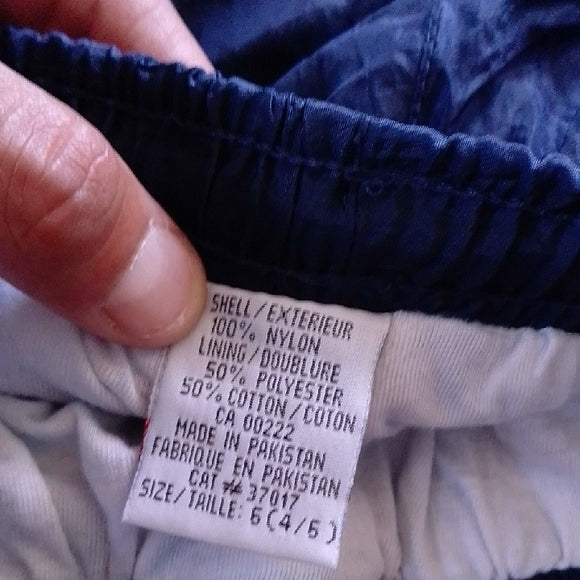 SHELL/EXTERIEUR
100% NYLON
LINING/DOUBLURE
50% POLYESTER
50% COTTON/COTON
CA 00222
MADE IN PAKISTAN
FABRIQUE EN PAKISTAN
CAT # 37017
SIZE/TAILLE: 6(4/6)